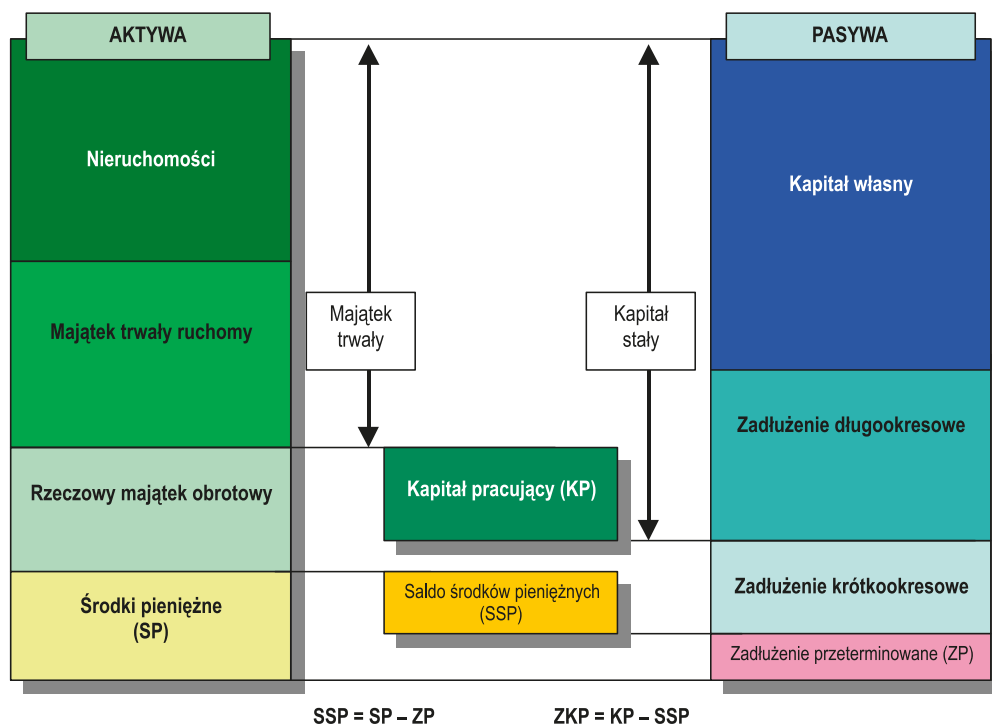 AKTYWA
PASYWA
Nieruchomości
Kapitał własny
Majątek trwały ruchomy
Majątek
trwały
Kapitał
stały
Zadłużenie długookresowe
Rzeczowy majątek obrotowy
Kapitał pracujący (KP)
Środki pieniężne
(SP)
Saldo środków pieniężnych
(SSP)
Zadłużenie krótkookresowe
Zadłużenie przeterminowane (ZP)
SSP = SP – ZP
ZKP = KP – SSP